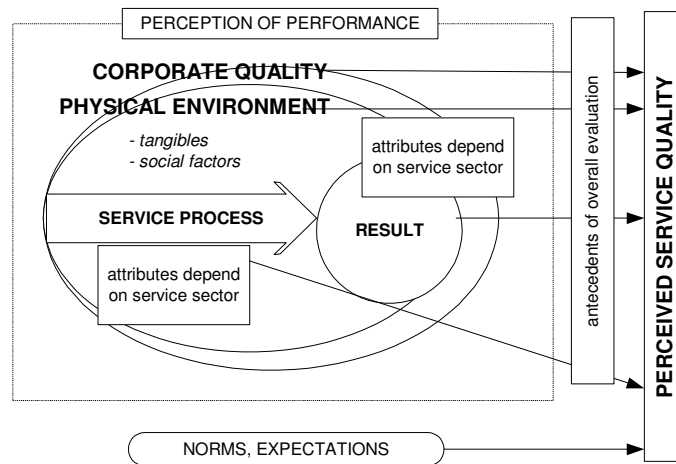 PERCEPTION OF PERFORMANCE
CORPORATE QUALITY
PHYSICAL ENVIRONMENT
- tangibles
- social factors
attributes depend
on service sector
SERVICE PROCESS
RESULT
attributes depend
on service sector
NORMS, EXPECTATIONS
antecedents of overall evaluation
PERCEIVED SERVICE QUALITY